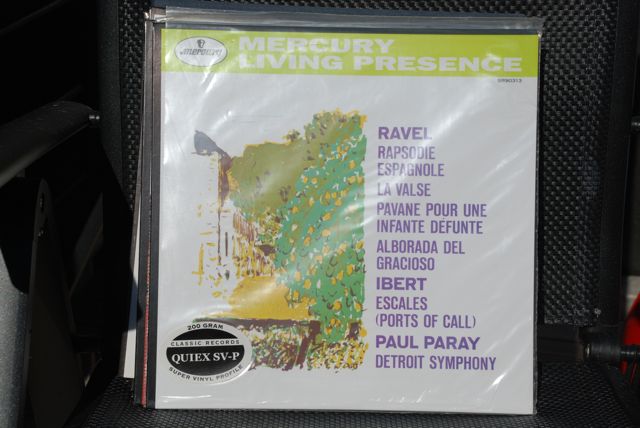 mercury
MERCURY
LIVING PRESENCE
SR90313
RAVEL
RAPSODIE
ESPAGNOLE
LA VALSE
PAVANE POUR UNE
INFANTE DÉFUNTE
ALBORADA DEL
GRACIOSO
IBERT
ESCALES
(PORTS OF CALL)
PAUL PARAY
DETROIT SYMPHONY
200 GRAM
CLASSIC RECORDS
QUIEX SV-P
SUPER VINYL PROFILE